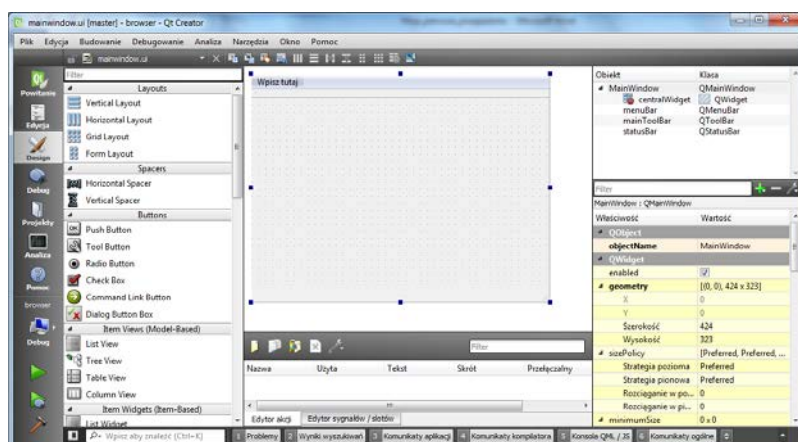 mainwindow.ui [master] - browser - Qt Creator
Plik Edycja Budowanie Debugowanie Analiza Narzędzia Okno Pomoc
mainwindow.ui
Powitanie
Edycja
Design
Debug
Projekty
Analiza
Pomoc
browser
Debug
Filter
Layouts
Vertical Layout
Horizontal Layout
Grid Layout
Form Layout
Spacers
Horizontal Spacer
Vertical Spacer
Buttons
Push Button
Tool Button
Radio Button
Check Box
Command Link Button
Dialog Button Box
Item Views (Model-Based)
List View
Tree View
Table View
Column View
Item Widgets (Item-Based)
List Widget
Wpisz tutaj
Filter
Nazwa Użyta Tekst Skrót Przełączalny
Edytor akcji Edytor sygnałów / slotów
Obiekt Klasa
MainWindow QMainWindow
centralWidget QWidget
menuBar QMenuBar
mainToolBar QToolBar
statusBar QStatusBar
Filter
MainWindow : QMainWindow
Właściwość Wartość
QObject
objectName MainWindow
QWidget
enabled
geometry [(0, 0), 424 x 323]
X 0
Y 0
Szerokość 424
Wysokość 323
sizePolicy [Preferred, Preferred, ...
Strategia pozioma Preferred
Strategia pionowa Preferred
Rozciąganie w po... 0
Rozciąganie w pi... 0
minimumSize 0 x 0
Wpisz aby znaleźć (Ctrl+K)
1 Problemy 2 Wyniki wyszukiwań 3 Komunikaty aplikacji 4 Komunikaty kompilatora 5 Konsola QML / JS 6 Komunikaty ogólne